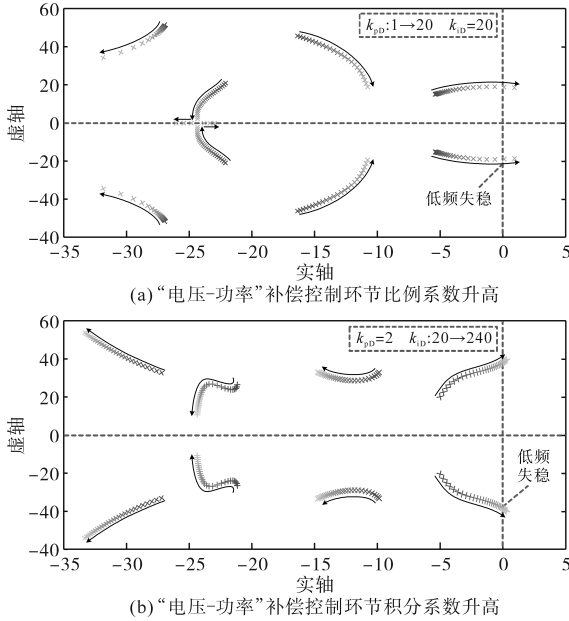 60
40
20
0
−20
−40
−60
虚轴
k_pD:1→20 k_iD=20
低频失稳
−35 −30 −25 −20 −15 −10 −5 0 5
实轴
(a)“电压-功率”补偿控制环节比例系数升高
60
40
20
0
−20
−40
−60
虚轴
k_pD=2 k_iD:20→240
低频
失稳
−35 −30 −25 −20 −15 −10 −5 0 5
实轴
(b)“电压-功率”补偿控制环节积分系数升高